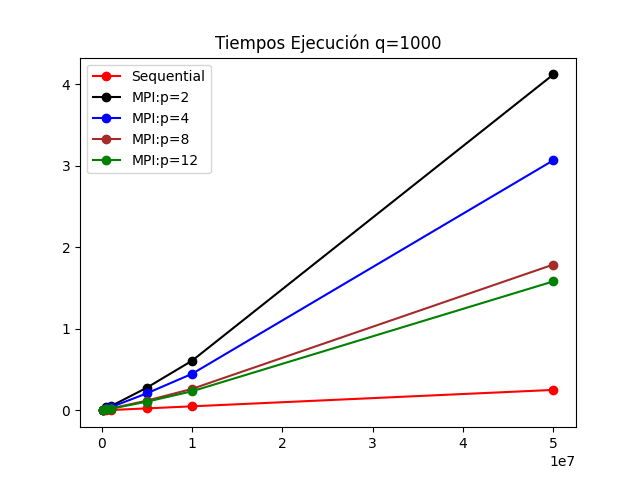 Tiempos Ejecución q=1000
Sequential
MPI:p=2
MPI:p=4
MPI:p=8
MPI:p=12
4
3
2
1
0
0 1 2 3 4 5
1e7